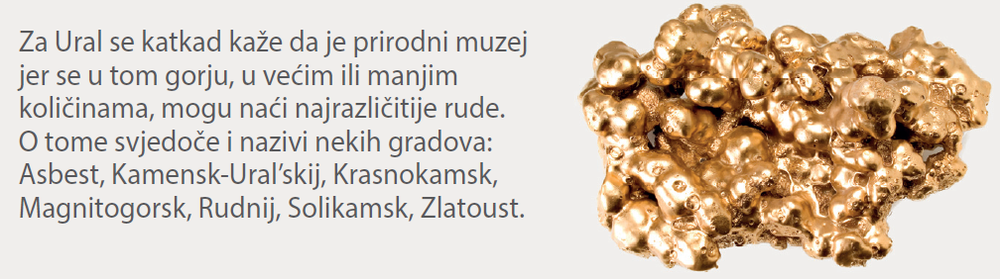 Za Ural se katkad kaže da je prirodni muzej
jer se u tom gorju, u većim ili manjim
količinama, mogu naći najrazličitije rude.
O tome svjedoče i nazivi nekih gradova:
Asbest, Kamensk-Ural’skij, Krasnokamsk,
Magnitogorsk, Rudnij, Solikamsk, Zlatoust.